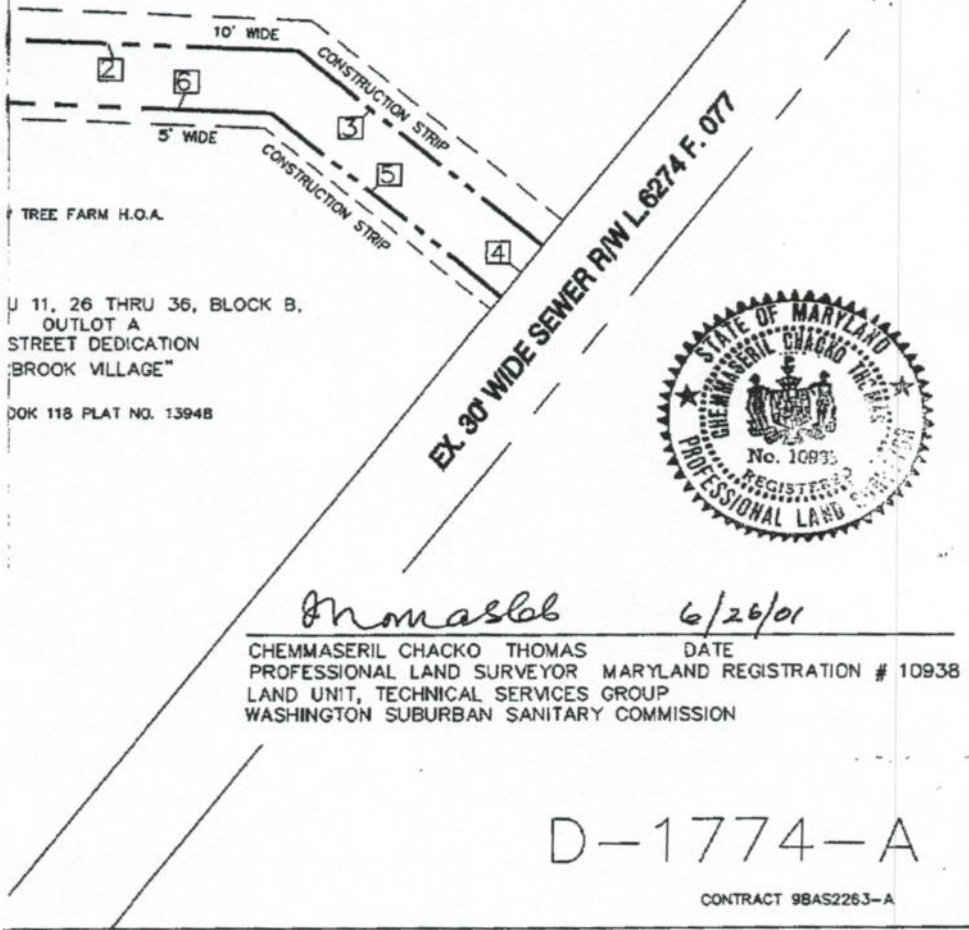 10' WIDE
CONSTRUCTION STRIP
2
6
3
5' WIDE
CONSTRUCTION STRIP
5
4
TREE FARM H.O.A.
EX. 30' WIDE SEWER R/W L.6274 F. 077
U 11, 26 THRU 36, BLOCK B,
OUTLOT A
STREET DEDICATION
BROOK VILLAGE"
OOK 118 PLAT NO. 13948
STATE OF MARYLAND
CHEMMASERIL CHACKO THOMAS
No. 10938
REGISTERED
PROFESSIONAL LAND
6/26/01
CHEMMASERIL CHACKO THOMAS DATE
PROFESSIONAL LAND SURVEYOR MARYLAND REGISTRATION # 10938
LAND UNIT, TECHNICAL SERVICES GROUP
WASHINGTON SUBURBAN SANITARY COMMISSION
D-1774-A
CONTRACT 98AS2263-A